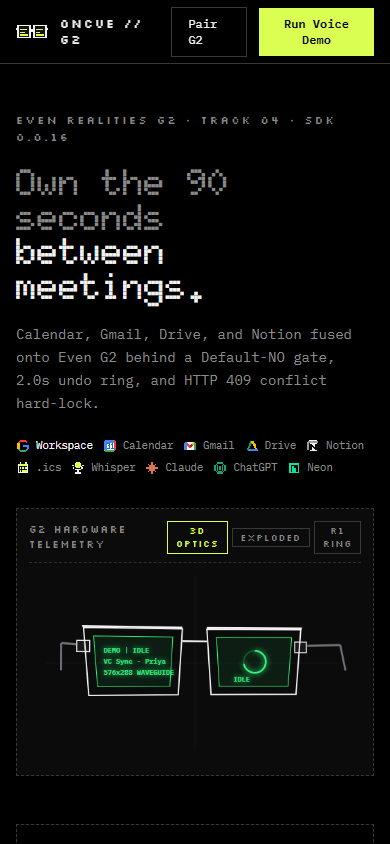 ONCUE //
G2
Pair
G2
Run Voice
Demo
EVEN REALITIES G2 · TRACK 04 · SDK
0.0.16
Own the 90
seconds
between
meetings.
Calendar, Gmail, Drive, and Notion fused
onto Even G2 behind a Default-NO gate,
2.0s undo ring, and HTTP 409 conflict
hard-lock.
Workspace Calendar Gmail Drive Notion
.ics Whisper Claude ChatGPT Neon
G2 HARDWARE
TELEMETRY
3D
OPTICS
EXPLODED
R1
RING
DEMO | IDLE
VC Sync - Priya
576x288 WAVEGUIDE
IDLE